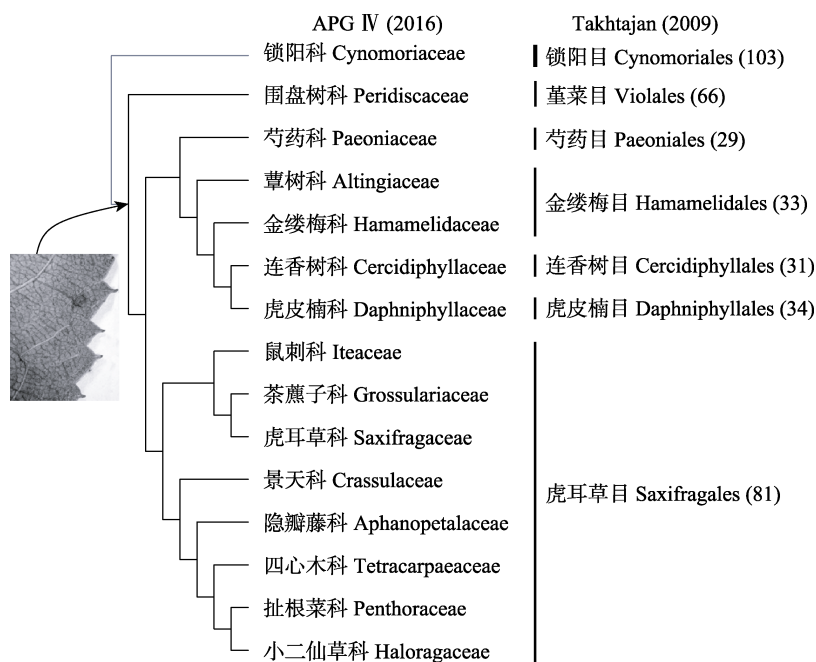 APG Ⅳ (2016) Takhtajan (2009)
锁阳科 Cynomoriaceae 锁阳目 Cynomoriales (103)
围盘树科 Peridiscaceae 堇菜目 Violales (66)
芍药科 Paeoniaceae 芍药目 Paeoniales (29)
蕈树科 Altingiaceae
金缕梅目 Hamamelidales (33)
金缕梅科 Hamamelidaceae
连香树科 Cercidiphyllaceae 连香树目 Cercidiphyllales (31)
虎皮楠科 Daphniphyllaceae 虎皮楠目 Daphniphyllales (34)
鼠刺科 Iteaceae
茶藨子科 Grossulariaceae
虎耳草科 Saxifragaceae
景天科 Crassulaceae
虎耳草目 Saxifragales (81)
隐瓣藤科 Aphanopetalaceae
四心木科 Tetracarpaeaceae
扯根菜科 Penthoraceae
小二仙草科 Haloragaceae